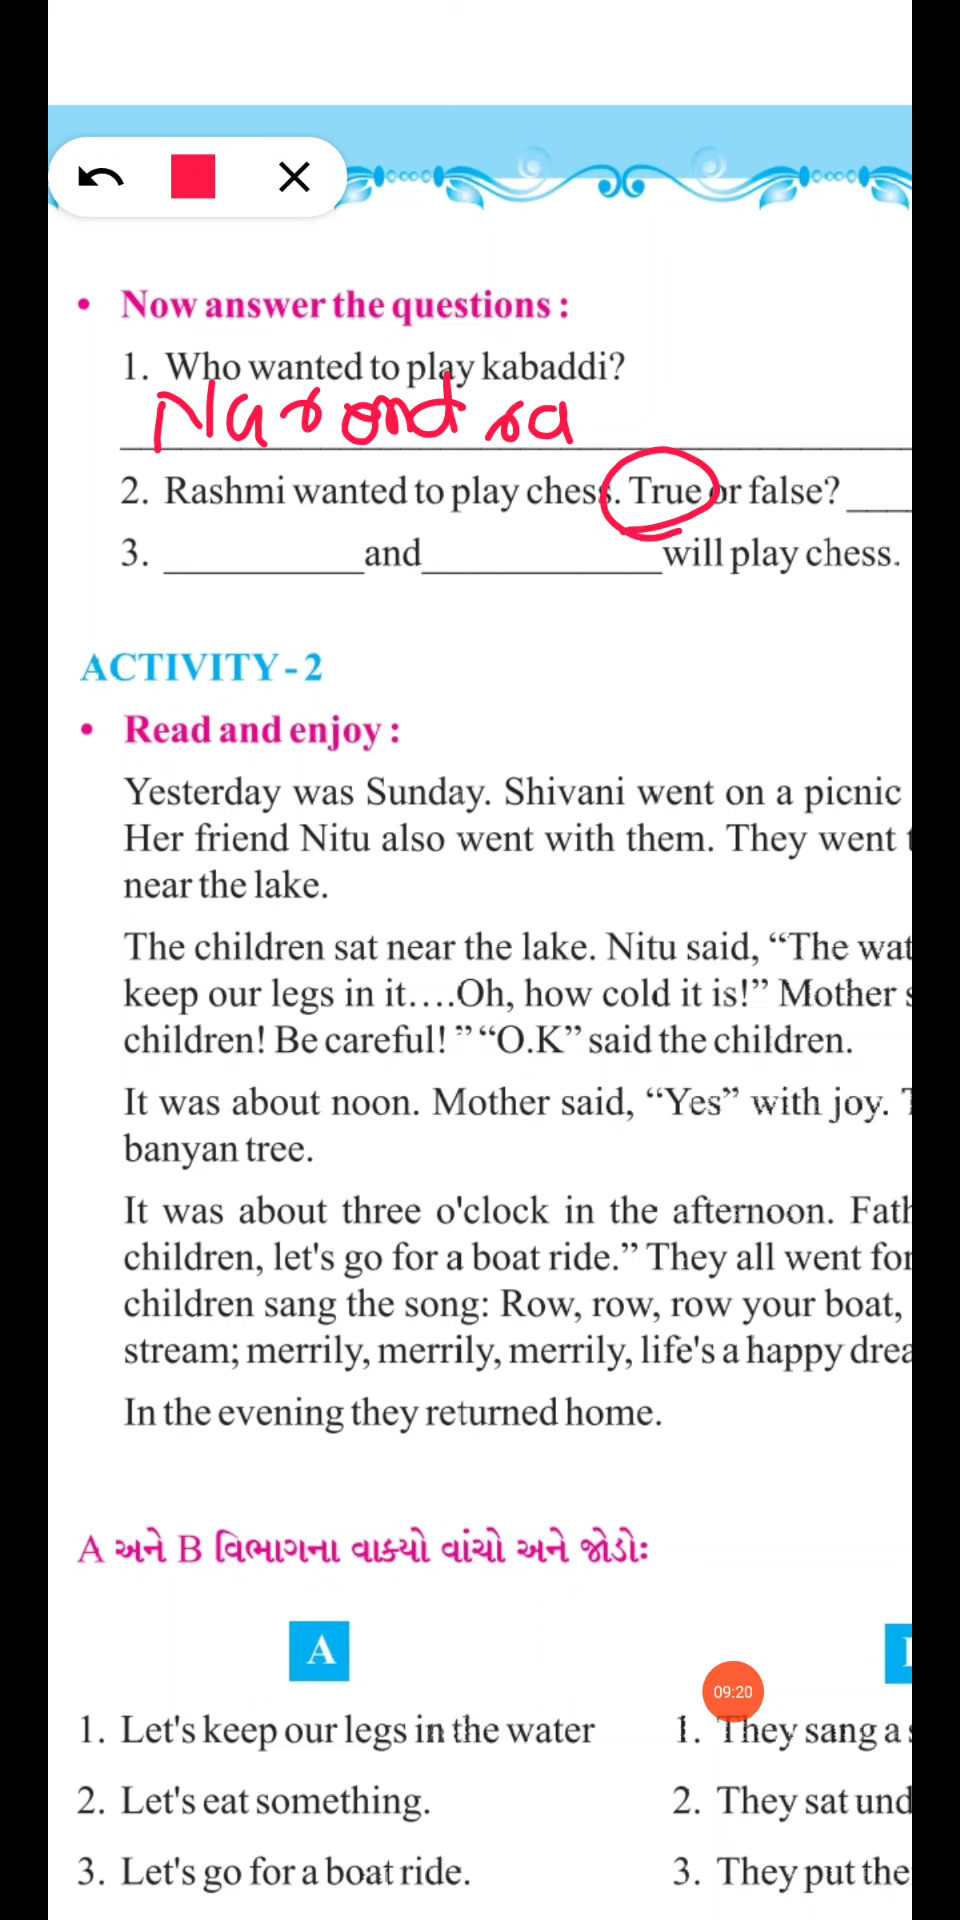 • Now answer the questions :
1. Who wanted to play kabaddi?
Narendra
2. Rashmi wanted to play chess. True or false? ____
3. __________ and ____________ will play chess.
ACTIVITY - 2
• Read and enjoy :
Yesterday was Sunday. Shivani went on a picnic
Her friend Nitu also went with them. They went
near the lake.
The children sat near the lake. Nitu said, “The wat
keep our legs in it....Oh, how cold it is!” Mother s
children! Be careful! ” “O.K” said the children.
It was about noon. Mother said, “Yes” with joy.
banyan tree.
It was about three o'clock in the afternoon. Fath
children, let's go for a boat ride.” They all went for
children sang the song: Row, row, row your boat,
stream; merrily, merrily, merrily, life's a happy drea
In the evening they returned home.
A અને B વિભાગના વાક્યો વાંચો અને જોડો:
A
09:20
1. Let's keep our legs in the water 1. They sang a s
2. Let's eat something. 2. They sat und
3. Let's go for a boat ride. 3. They put the